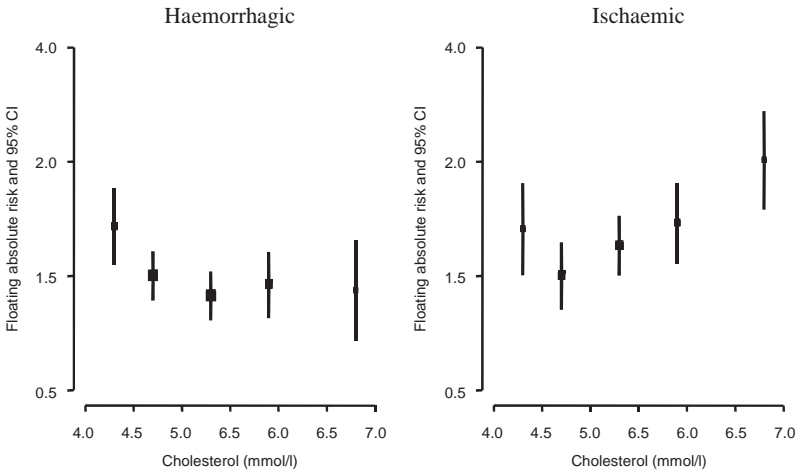 Haemorrhagic
Floating absolute risk and 95% CI
4.0
2.0
1.5
0.5
4.0 4.5 5.0 5.5 6.0 6.5 7.0
Cholesterol (mmol/l)
Ischaemic
Floating absolute risk and 95% CI
4.0
2.0
1.5
0.5
4.0 4.5 5.0 5.5 6.0 6.5 7.0
Cholesterol (mmol/l)